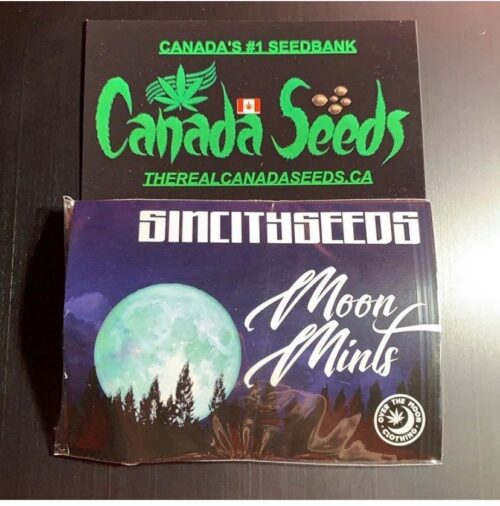 CANADA'S #1 SEEDBANK
Canada Seeds
THEREALCANADASEEDS.CA
SINCITYSEEDS
Moon
Mints
OVER THE MOON
CLOTHING